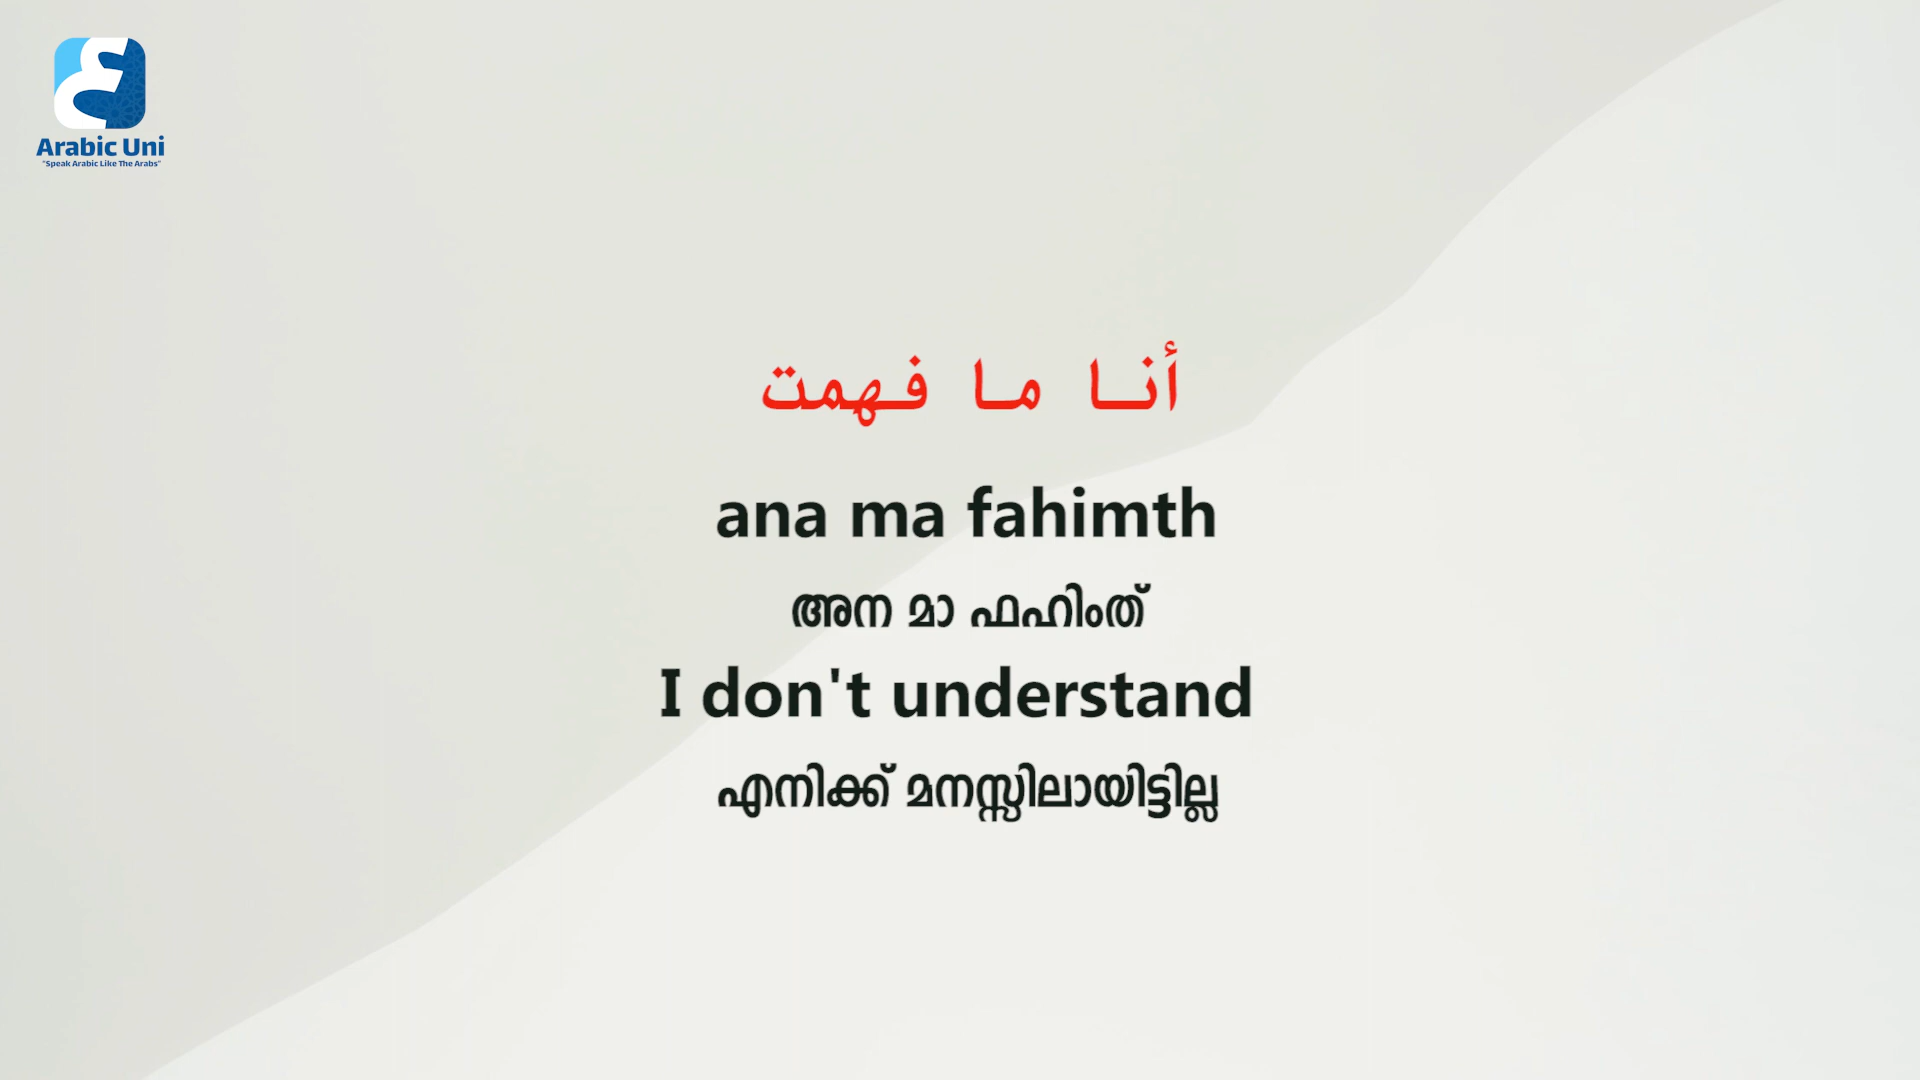 Arabic Uni
"Speak Arabic Like The Arabs"
أنا ما فهمت
ana ma fahimth
അന മാ ഫഹിംത്
I don't understand
എനിക്ക് മനസ്സിലായിട്ടില്ല